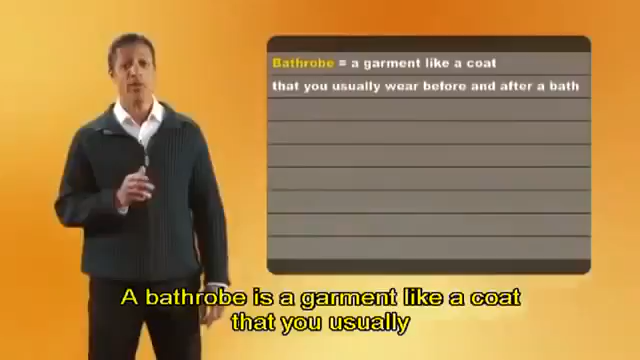 Bathrobe = a garment like a coat
that you usually wear before and after a bath
A bathrobe is a garment like a coat
that you usually